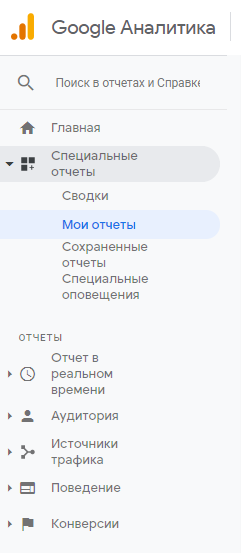 Google Аналитика
Поиск в отчетах и Справке
Главная
Специальные
отчеты
Сводки
Мои отчеты
Сохраненные
отчеты
Специальные
оповещения
ОТЧЕТЫ
Отчет в
реальном
времени
Аудитория
Источники
трафика
Поведение
Конверсии